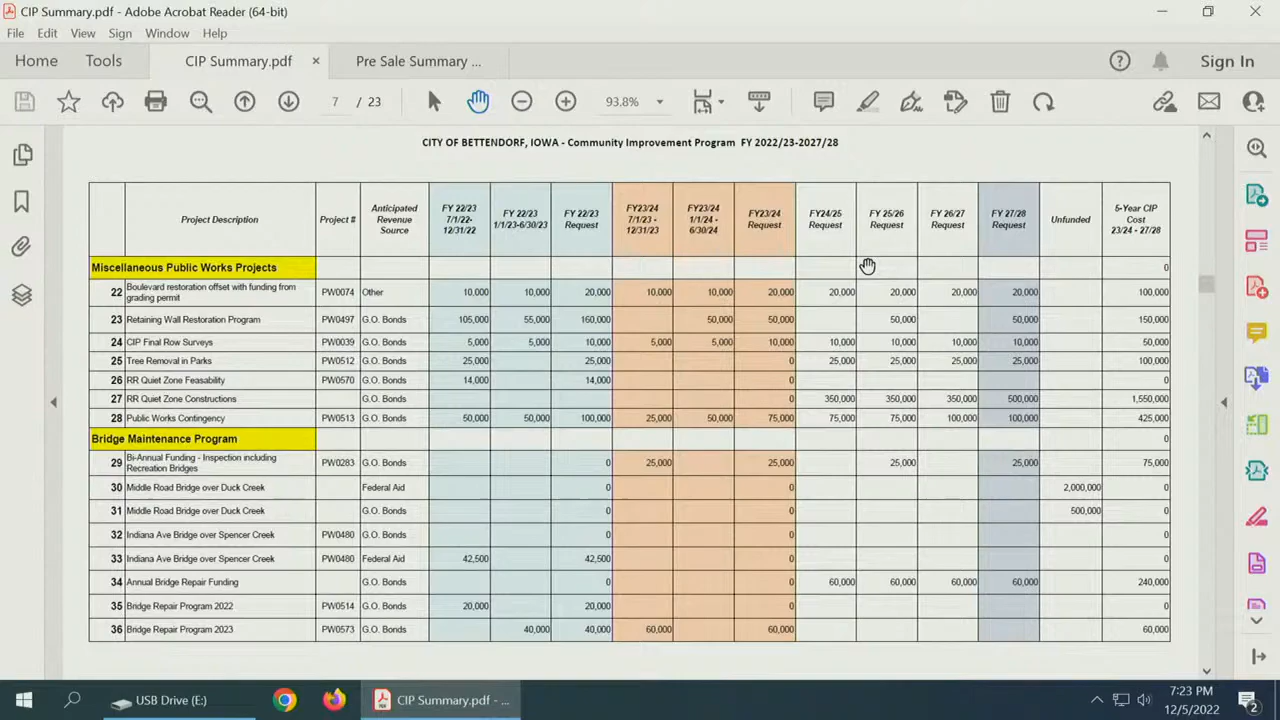 CIP Summary.pdf - Adobe Acrobat Reader (64-bit)
File Edit View Sign Window Help
Home Tools CIP Summary.pdf × Pre Sale Summary ... Sign In
7 / 23 93.8%
CITY OF BETTENDORF, IOWA - Community Improvement Program FY 2022/23-2027/28
Project Description Project # Anticipated Revenue Source FY 22/23 7/1/22- 12/31/22 FY 22/23 1/1/23-6/30/23 FY 22/23 Request FY23/24 7/1/23 - 12/31/23 FY23/24 1/1/24 - 6/30/24 FY23/24 Request FY24/25 Request FY 25/26 Request FY 26/27 Request FY 27/28 Request Unfunded 5-Year CIP Cost 23/24 - 27/28
Miscellaneous Public Works Projects 0
22 Boulevard restoration offset with funding from grading permit PW0074 Other 10,000 10,000 20,000 10,000 10,000 20,000 20,000 20,000 20,000 20,000 100,000
23 Retaining Wall Restoration Program PW0497 G.O. Bonds 105,000 55,000 160,000 50,000 50,000 50,000 50,000 150,000
24 CIP Final Row Surveys PW0039 G.O. Bonds 5,000 5,000 10,000 5,000 5,000 10,000 10,000 10,000 10,000 10,000 50,000
25 Tree Removal in Parks PW0512 G.O. Bonds 25,000 25,000 0 25,000 25,000 25,000 25,000 100,000
26 RR Quiet Zone Feasability PW0570 G.O. Bonds 14,000 14,000 0 0
27 RR Quiet Zone Constructions G.O. Bonds 0 0 350,000 350,000 350,000 500,000 1,550,000
28 Public Works Contingency PW0513 G.O. Bonds 50,000 50,000 100,000 25,000 50,000 75,000 75,000 75,000 100,000 100,000 425,000
Bridge Maintenance Program 0
29 Bi-Annual Funding - Inspection including Recreation Bridges PW0283 G.O. Bonds 0 25,000 25,000 25,000 25,000 75,000
30 Middle Road Bridge over Duck Creek Federal Aid 0 0 2,000,000 0
31 Middle Road Bridge over Duck Creek G.O. Bonds 0 0 500,000 0
32 Indiana Ave Bridge over Spencer Creek PW0480 G.O. Bonds 0 0 0
33 Indiana Ave Bridge over Spencer Creek PW0480 Federal Aid 42,500 42,500 0 0
34 Annual Bridge Repair Funding G.O. Bonds 0 0 60,000 60,000 60,000 60,000 240,000
35 Bridge Repair Program 2022 PW0514 G.O. Bonds 20,000 20,000 0 0
36 Bridge Repair Program 2023 PW0573 G.O. Bonds 40,000 40,000 60,000 60,000 60,000
USB Drive (E:) CIP Summary.pdf - ... 7:23 PM
12/5/2022 2